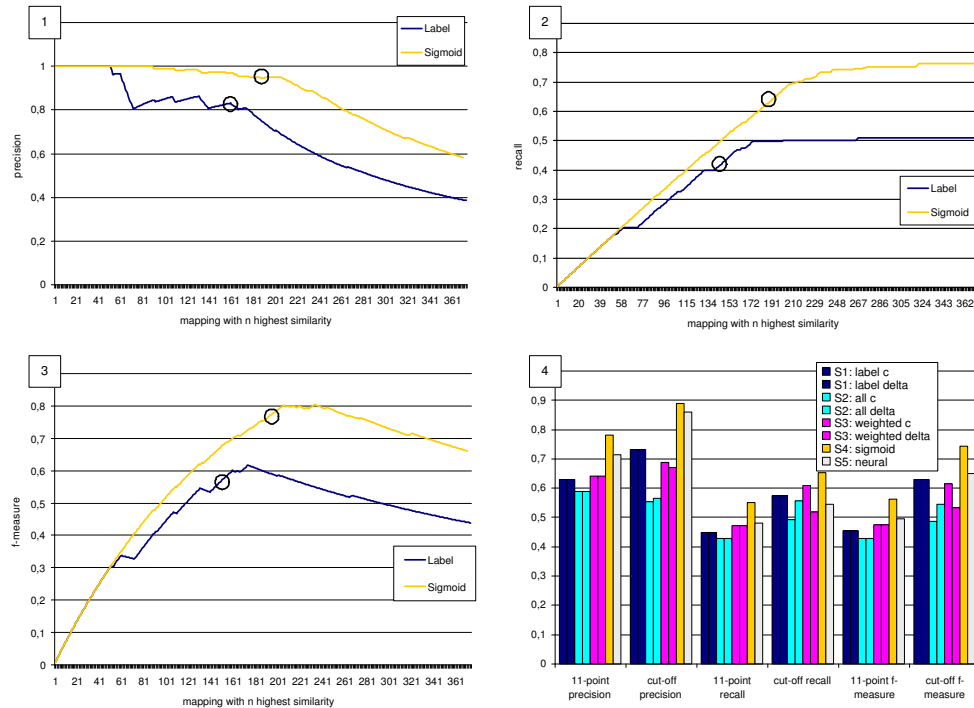 1
Label
Sigmoid
1
0,8
0,6
0,4
0,2
0
precision
1 21 41 61 81 101 121 141 161 181 201 221 241 261 281 301 321 341 361
mapping with n highest similarity
2
0,8
0,7
0,6
0,5
0,4
0,3
0,2
0,1
0
recall
Label
Sigmoid
1 20 39 58 77 96 115 134 153 172 191 210 229 248 267 286 305 324 343 362
mapping with n highest similarity
3
0,8
0,7
0,6
0,5
0,4
0,3
0,2
0,1
0
f-measure
Label
Sigmoid
1 21 41 61 81 101 121 141 161 181 201 221 241 261 281 301 321 341 361
mapping with n highest similarity
4
S1: label c
S1: label delta
S2: all c
S2: all delta
S3: weighted c
S3: weighted delta
S4: sigmoid
S5: neural
0,9
0,8
0,7
0,6
0,5
0,4
0,3
0,2
0,1
0
11-point precision
cut-off precision
11-point recall
cut-off recall
11-point f-measure
cut-off f-measure